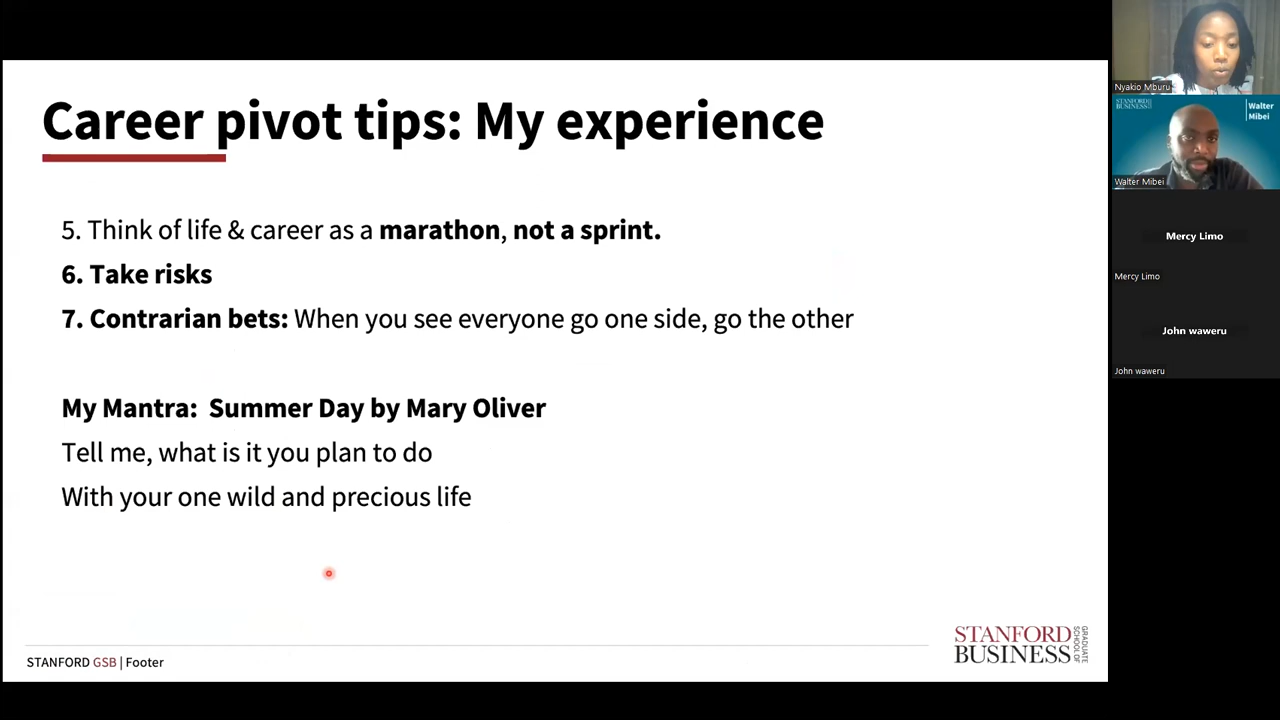 Career pivot tips: My experience
5. Think of life & career as a marathon, not a sprint.
6. Take risks
7. Contrarian bets: When you see everyone go one side, go the other
My Mantra:  Summer Day by Mary Oliver
Tell me, what is it you plan to do
With your one wild and precious life
STANFORD GSB | Footer
STANFORD
BUSINESS
GRADUATE
SCHOOL OF
Nyakio Mburu
STANFORD
BUSINESS
Walter
Mibei
Walter Mibei
Mercy Limo
Mercy Limo
John waweru
John waweru